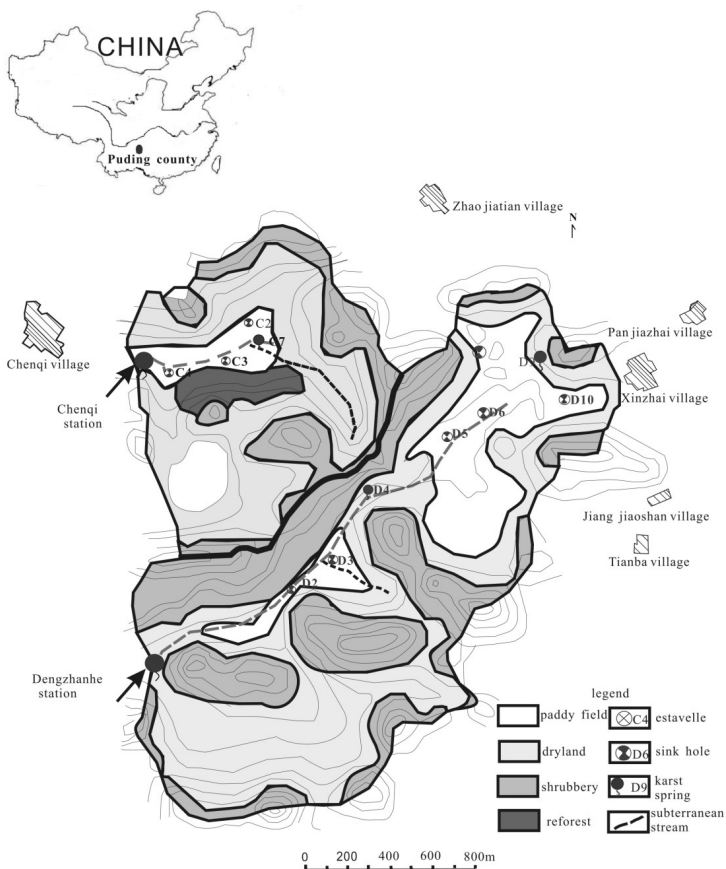 CHINA
Puding county
Zhao jiatian village
N
Chenqi village
C2
C7
C3
C4
Chenqi
station
Pan jiazhai village
Xinzhai village
D10
D6
D5
D4
Jiang jiaoshan village
Tianba village
D3
D2
Dengzhanhe
station
legend
paddy field
C4 estavelle
dryland
D6 sink hole
shrubbery
D9 karst
spring
reforest
subterranean
stream
0 200 400 600 800m